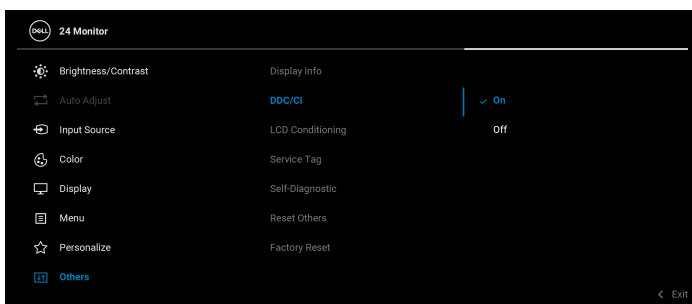 DELL 24 Monitor
Brightness/Contrast Display Info
Auto Adjust DDC/CI On
Input Source LCD Conditioning Off
Color Service Tag
Display Self-Diagnostic
Menu Reset Others
Personalize Factory Reset
Others
Exit